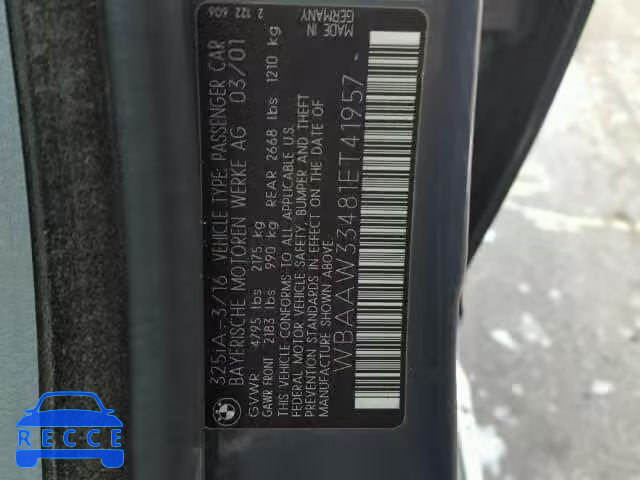 2 122 606
MADE IN
GERMANY
325IA-3/16 VEHICLE TYPE: PASSENGER CAR
BAYERISCHE MOTOREN WERKE AG 03/01
GVWR 4795 lbs 2175 kg
GAWR FRONT 2183 lbs 990 kg REAR 2668 lbs 1210 kg
THIS VEHICLE CONFORMS TO ALL APPLICABLE U.S.
FEDERAL MOTOR VEHICLE SAFETY, BUMPER AND THEFT
PREVENTION STANDARDS IN EFFECT ON THE DATE OF
MANUFACTURE SHOWN ABOVE.
WBAAW33481ET41957
BMW
RECCE